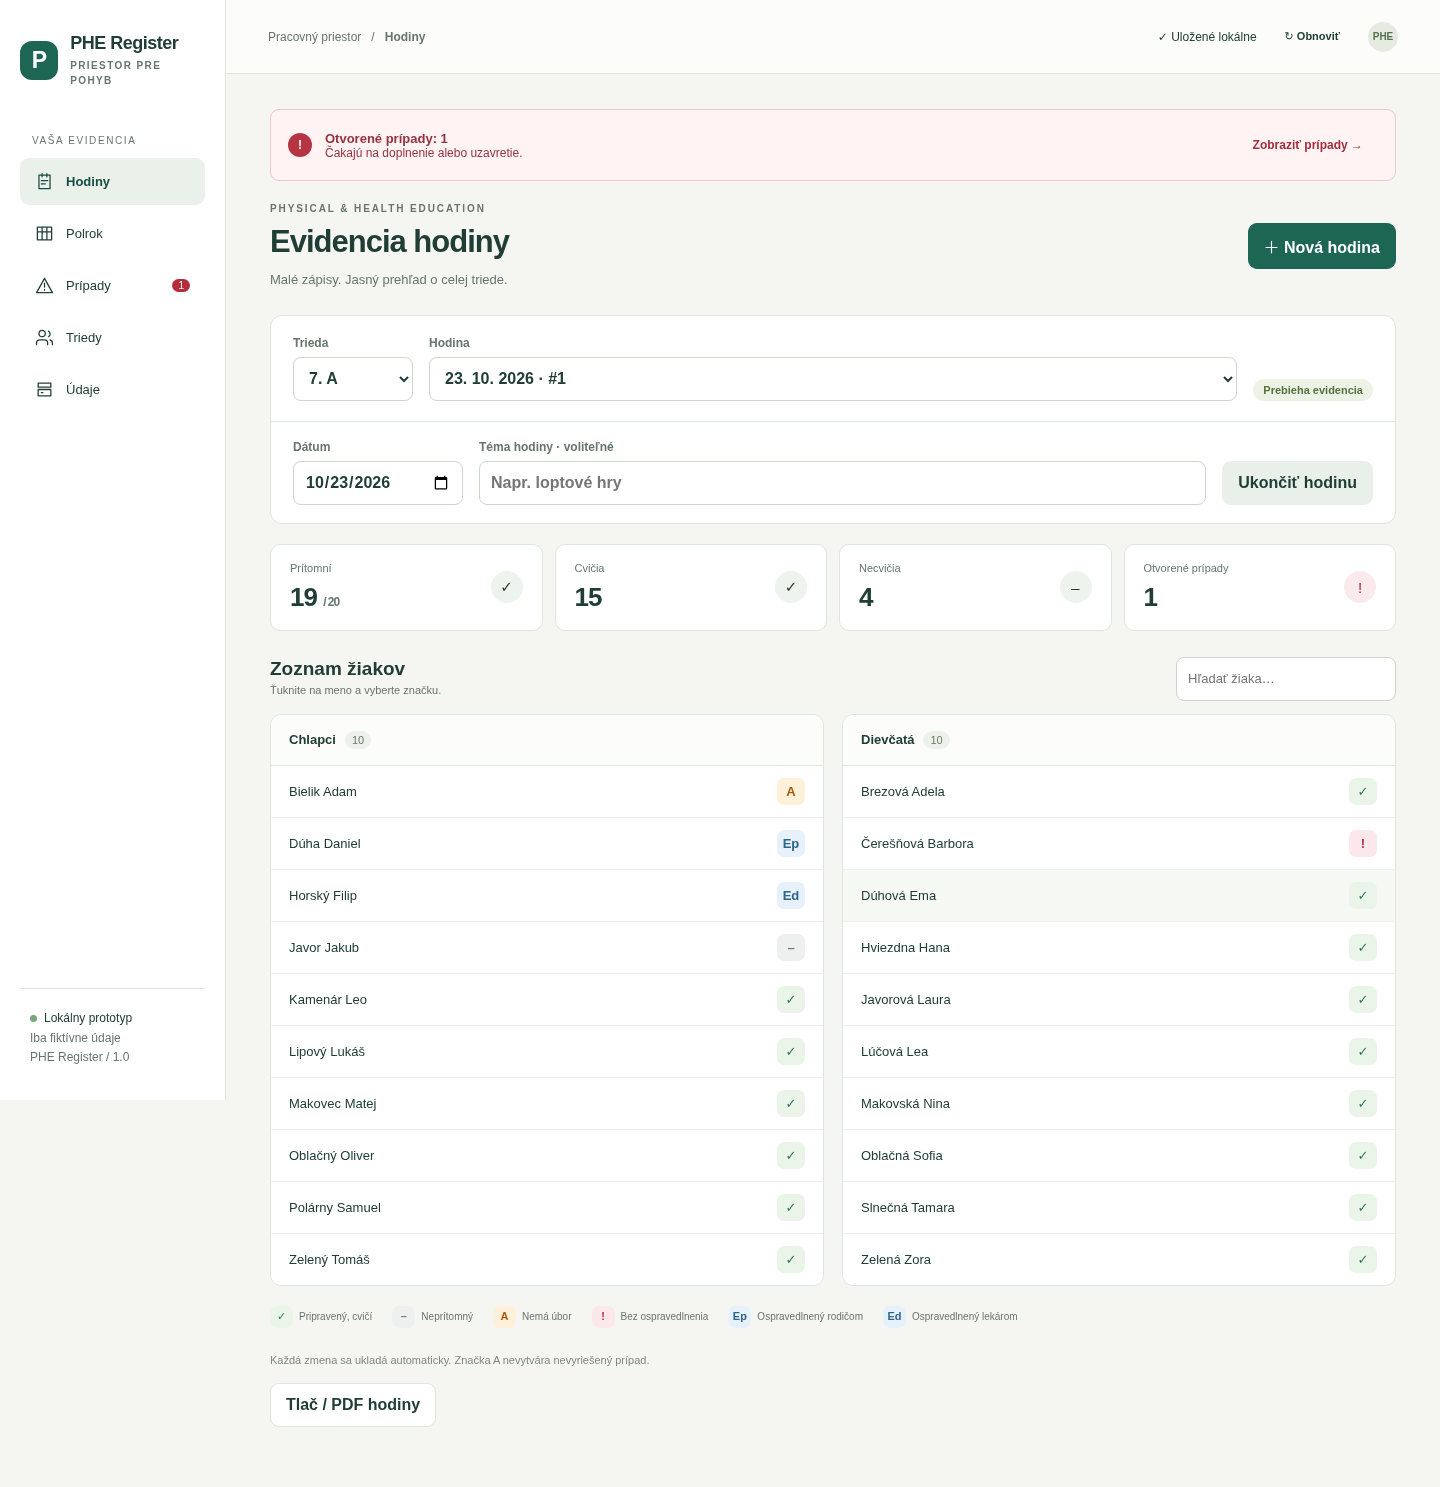 P
PHE Register
PRIESTOR PRE
POHYB
VAŠA EVIDENCIA
Hodiny
Polrok
Prípady 1
Triedy
Údaje
Lokálny prototyp
Iba fiktívne údaje
PHE Register / 1.0
Pracovný priestor / Hodiny
✓ Uložené lokálne
↻ Obnoviť
PHE
!
Otvorené prípady: 1
Čakajú na doplnenie alebo uzavretie.
Zobraziť prípady →
PHYSICAL & HEALTH EDUCATION
Evidencia hodiny
Malé zápisy. Jasný prehľad o celej triede.
+ Nová hodina
Trieda
7. A
Hodina
23. 10. 2026 · #1
Prebieha evidencia
Dátum
10/23/2026
Téma hodiny · voliteľné
Napr. loptové hry
Ukončiť hodinu
Prítomní
19 / 20
✓
Cvičia
15
✓
Necvičia
4
–
Otvorené prípady
1
!
Zoznam žiakov
Ťuknite na meno a vyberte značku.
Hľadať žiaka…
Chlapci 10
Bielik Adam A
Dúha Daniel Ep
Horský Filip Ed
Javor Jakub –
Kamenár Leo ✓
Lipový Lukáš ✓
Makovec Matej ✓
Oblačný Oliver ✓
Polárny Samuel ✓
Zelený Tomáš ✓
Dievčatá 10
Brezová Adela ✓
Čerešňová Barbora !
Dúhová Ema ✓
Hviezdna Hana ✓
Javorová Laura ✓
Lúčová Lea ✓
Makovská Nina ✓
Oblačná Sofia ✓
Slnečná Tamara ✓
Zelená Zora ✓
✓ Pripravený, cvičí – Neprítomný A Nemá úbor ! Bez ospravedlnenia Ep Ospravedlnený rodičom Ed Ospravedlnený lekárom
Každá zmena sa ukladá automaticky. Značka A nevytvára nevyriešený prípad.
Tlač / PDF hodiny